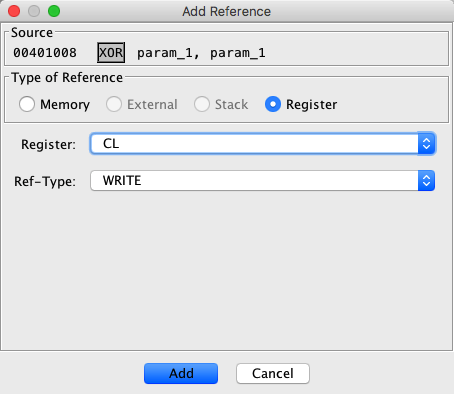 Add Reference
Source
00401008 XOR param_1, param_1
Type of Reference
Memory External Stack Register
Register: CL
Ref-Type: WRITE
Add Cancel